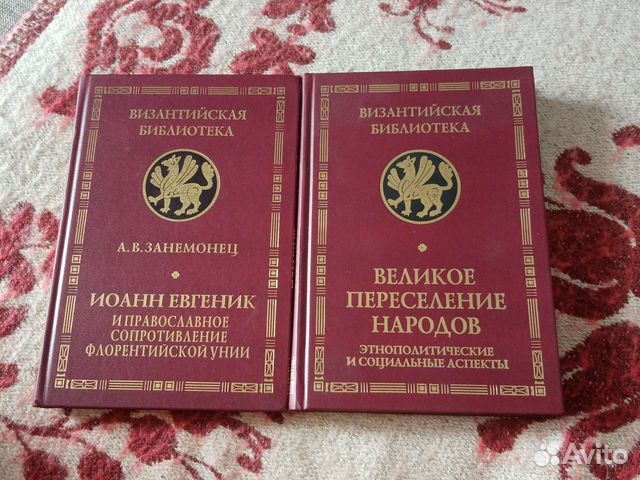 ВИЗАНТИЙСКАЯ
БИБЛИОТЕКА
А.В.ЗАНЕМОНЕЦ
ИОАНН ЕВГЕНИК
И ПРАВОСЛАВНОЕ
СОПРОТИВЛЕНИЕ
ФЛОРЕНТИЙСКОЙ УНИИ
ВИЗАНТИЙСКАЯ
БИБЛИОТЕКА
ВЕЛИКОЕ
ПЕРЕСЕЛЕНИЕ
НАРОДОВ
ЭТНОПОЛИТИЧЕСКИЕ
И СОЦИАЛЬНЫЕ АСПЕКТЫ
Avito